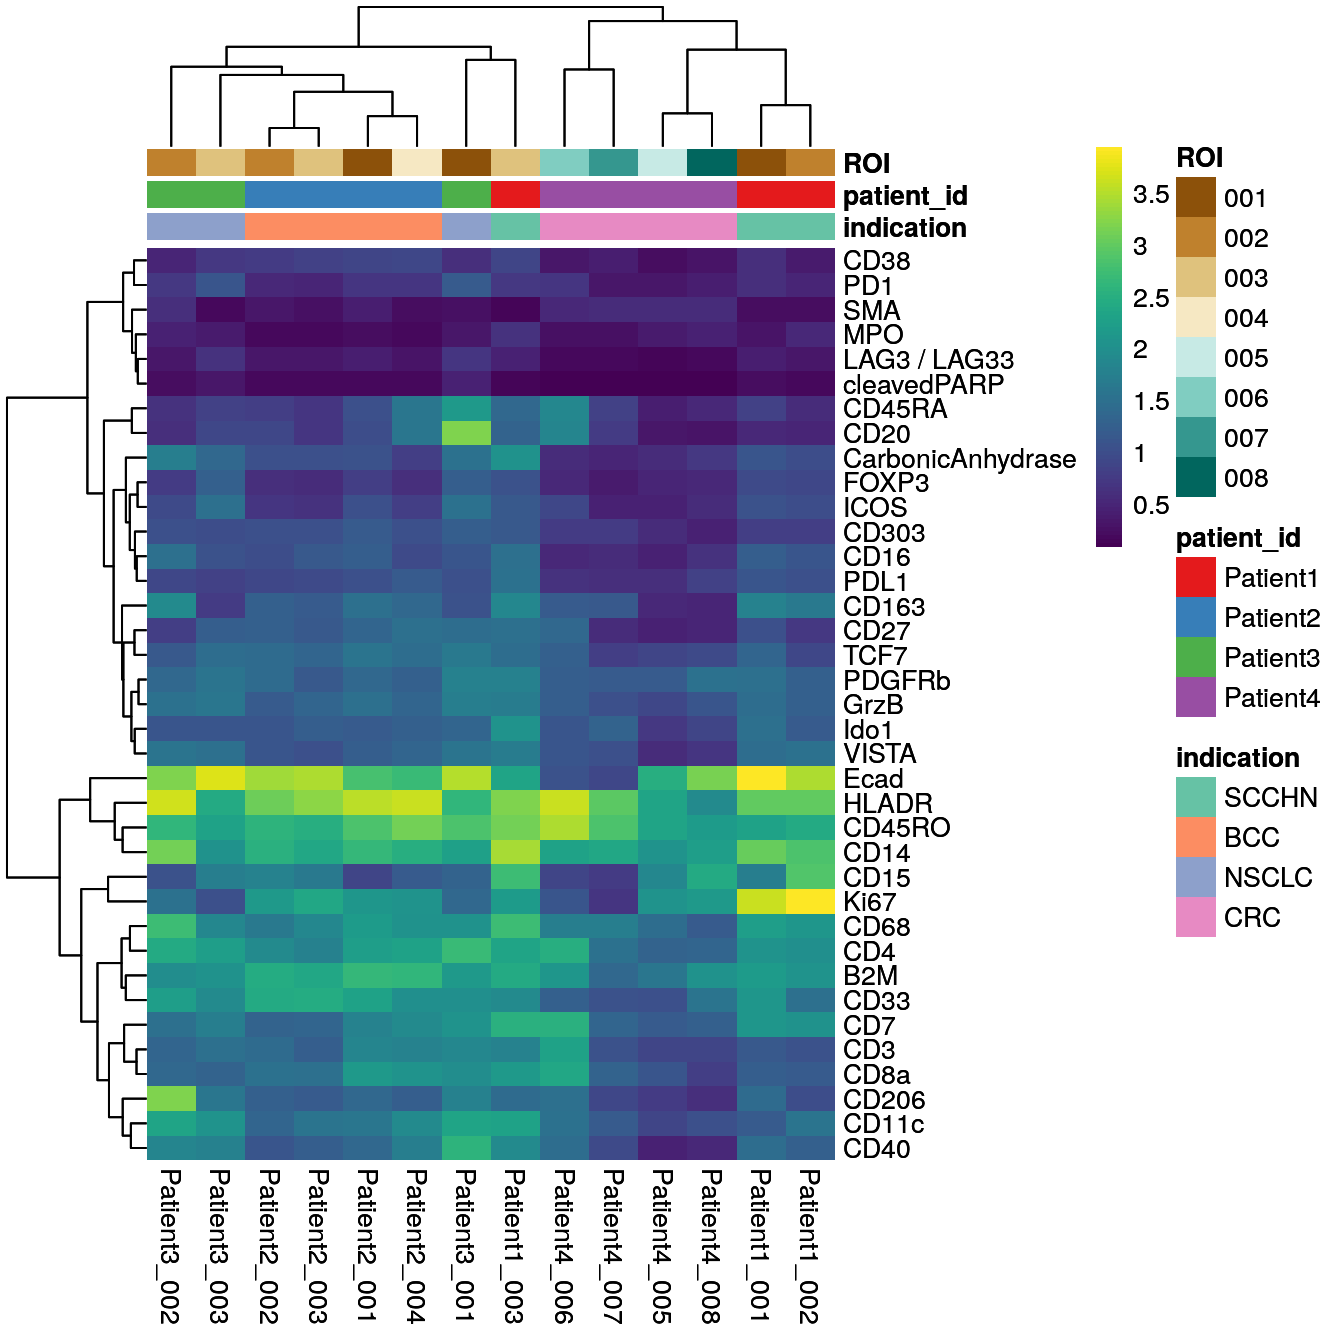 ROI
patient_id
indication
CD38
PD1
SMA
MPO
LAG3 / LAG33
cleavedPARP
CD45RA
CD20
CarbonicAnhydrase
FOXP3
ICOS
CD303
CD16
PDL1
CD163
CD27
TCF7
PDGFRb
GrzB
Ido1
VISTA
Ecad
HLADR
CD45RO
CD14
CD15
Ki67
CD68
CD4
B2M
CD33
CD7
CD3
CD8a
CD206
CD11c
CD40
Patient3_002
Patient3_003
Patient2_002
Patient2_003
Patient2_001
Patient2_004
Patient3_001
Patient1_003
Patient4_006
Patient4_007
Patient4_005
Patient4_008
Patient1_001
Patient1_002
3.5
3
2.5
2
1.5
1
0.5
ROI
001
002
003
004
005
006
007
008
patient_id
Patient1
Patient2
Patient3
Patient4
indication
SCCHN
BCC
NSCLC
CRC